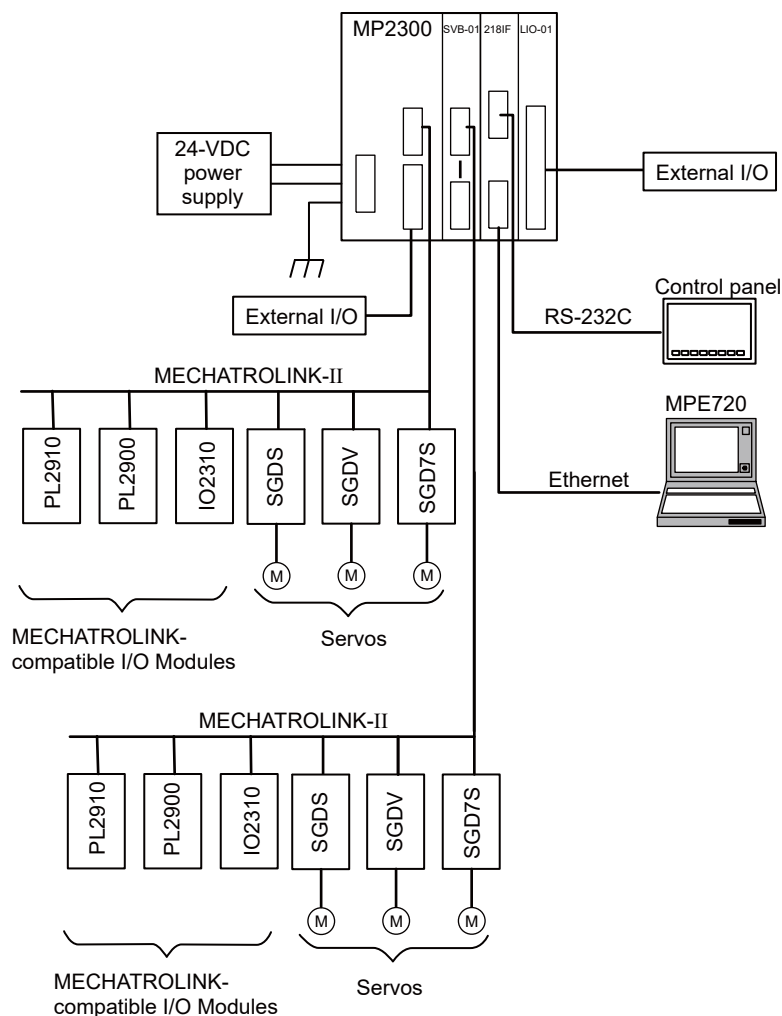 MP2300
SVB-01
218IF
LIO-01
24-VDC
power
supply
External I/O
External I/O
Control panel
RS-232C
MECHATROLINK-II
MPE720
PL2910
PL2900
IO2310
SGDS
SGDV
SGD7S
Ethernet
M
M
M
MECHATROLINK-
compatible I/O Modules
Servos
MECHATROLINK-II
PL2910
PL2900
IO2310
SGDS
SGDV
SGD7S
M
M
M
MECHATROLINK-
compatible I/O Modules
Servos